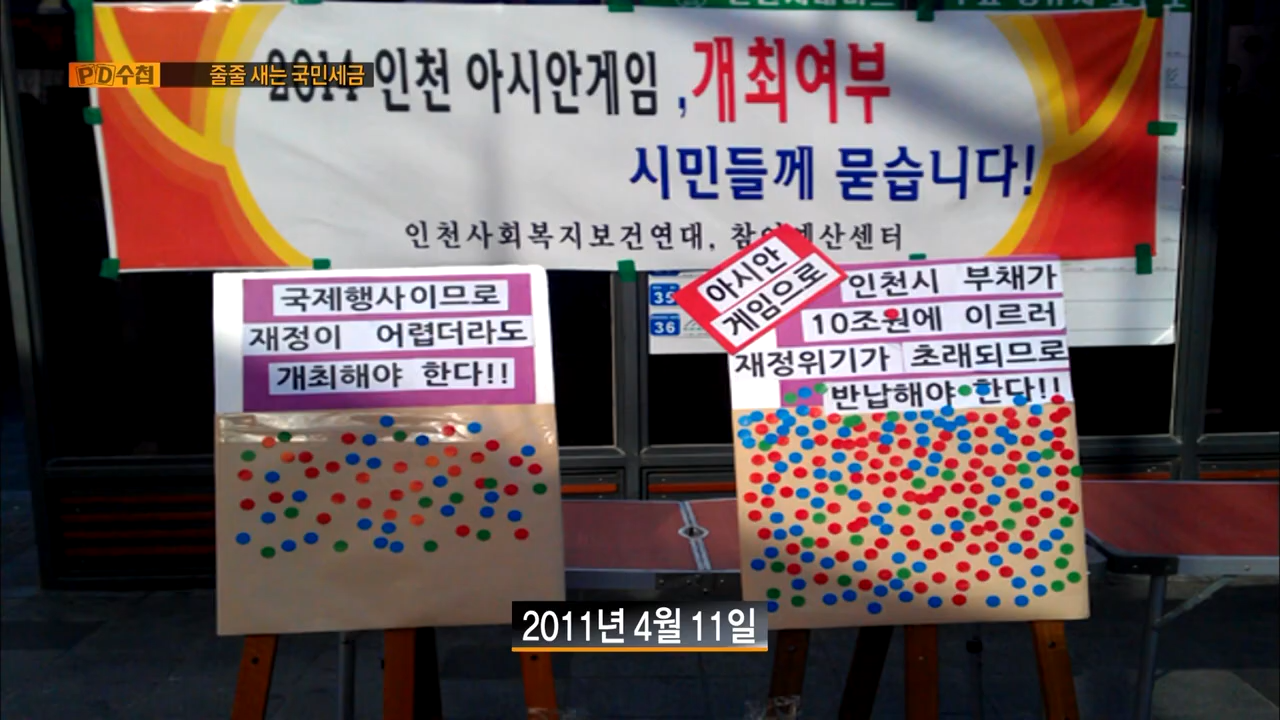 PD수첩 줄줄 새는 국민세금
2014 인천 아시안게임, 개최여부
시민들께 묻습니다!
인천사회복지보건연대, 참여예산센터
국제행사이므로
재정이 어렵더라도
개최해야 한다!!
아시안
게임으로
인천시 부채가
10조원에 이르러
재정위기가 초래되므로
반납해야 한다!!
35
36
2011년 4월 11일